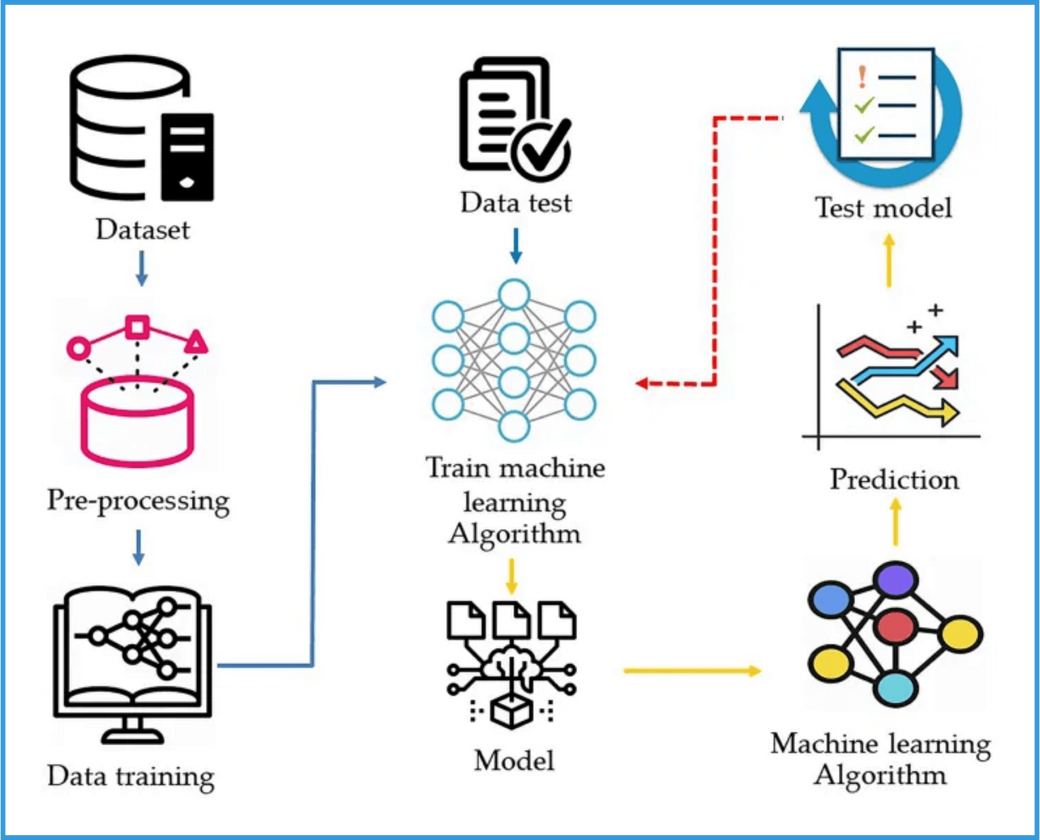 Dataset
Pre-processing
Data training
Data test
Train machine
learning
Algorithm
Model
Machine learning
Algorithm
Prediction
Test model